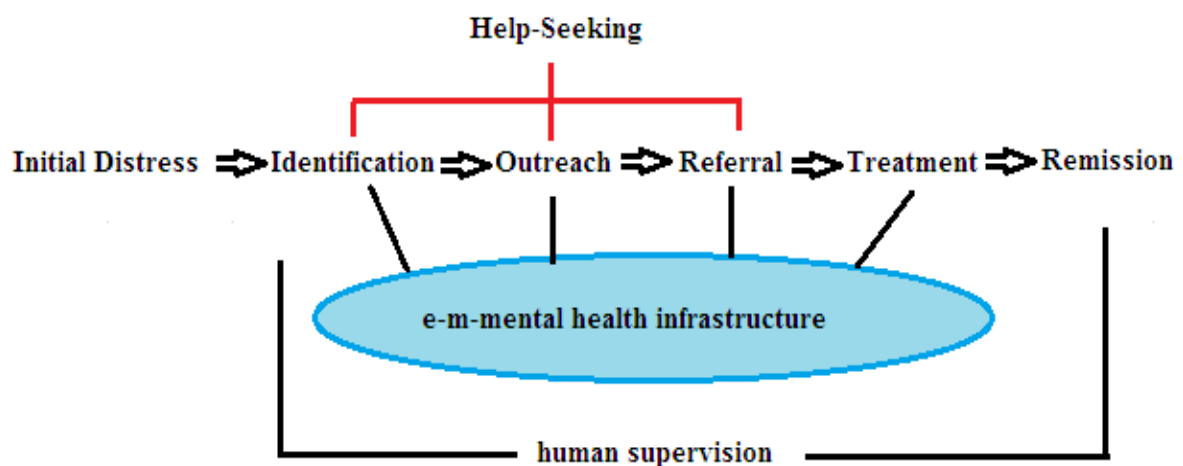 Help-Seeking
Initial Distress Identification Outreach Referral Treatment Remission
e-m-mental health infrastructure
human supervision